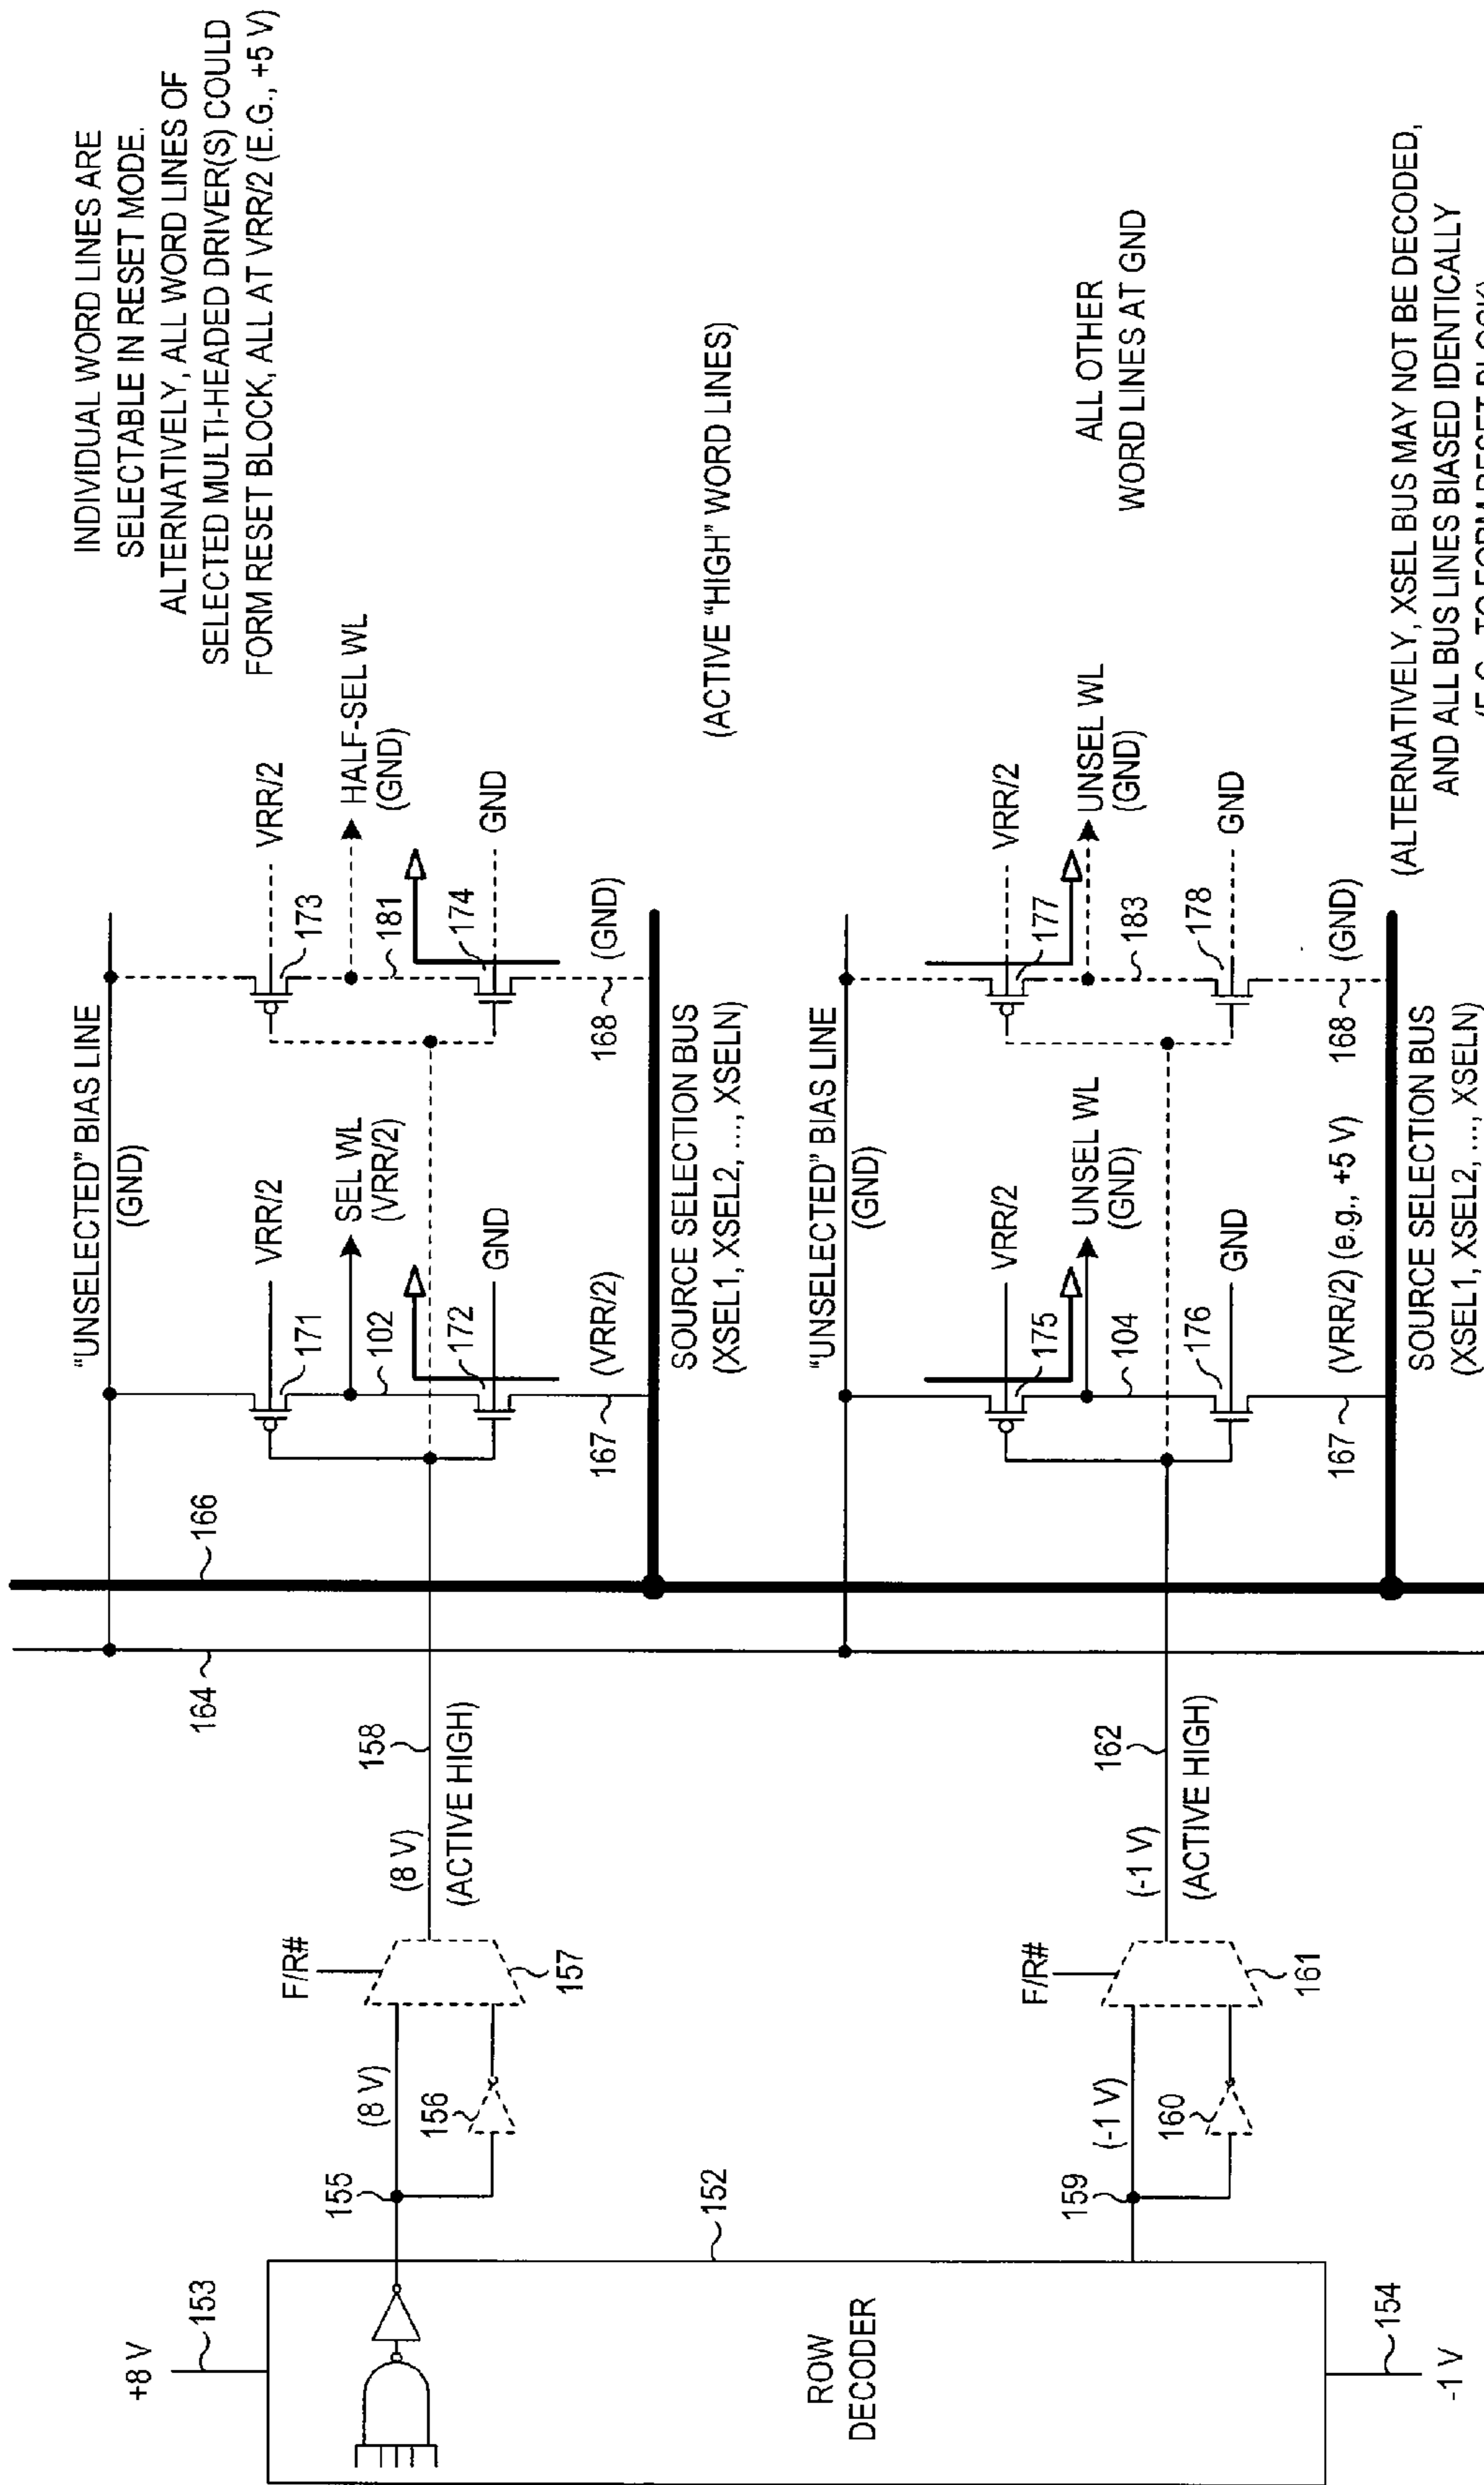 +8 V
153
ROW
DECODER
152
154
-1 V
155
(8 V)
156
F/R#
157
(8 V)
158
(ACTIVE HIGH)
159
(-1 V)
160
F/R#
161
(-1 V)
162
(ACTIVE HIGH)
164
166
"UNSELECTED" BIAS LINE
(GND)
VRR/2
171
SEL WL
(VRR/2)
102
172
GND
167
(VRR/2)
SOURCE SELECTION BUS
(XSEL1, XSEL2, ..., XSELN)
VRR/2
173
HALF-SEL WL
(GND)
181
174
GND
168
(GND)
"UNSELECTED" BIAS LINE
(GND)
VRR/2
175
UNSEL WL
(GND)
104
176
GND
167
(VRR/2) (e.g., +5 V)
SOURCE SELECTION BUS
(XSEL1, XSEL2, ..., XSELN)
VRR/2
177
UNSEL WL
(GND)
183
178
GND
168
(GND)
INDIVIDUAL WORD LINES ARE
SELECTABLE IN RESET MODE.
ALTERNATIVELY, ALL WORD LINES OF
SELECTED MULTI-HEADED DRIVER(S) COULD
FORM RESET BLOCK, ALL AT VRR/2 (E.G., +5 V)
(ACTIVE "HIGH" WORD LINES)
ALL OTHER
WORD LINES AT GND
(ALTERNATIVELY, XSEL BUS MAY NOT BE DECODED,
AND ALL BUS LINES BIASED IDENTICALLY
(E.G., TO FORM RESET BLOCK)